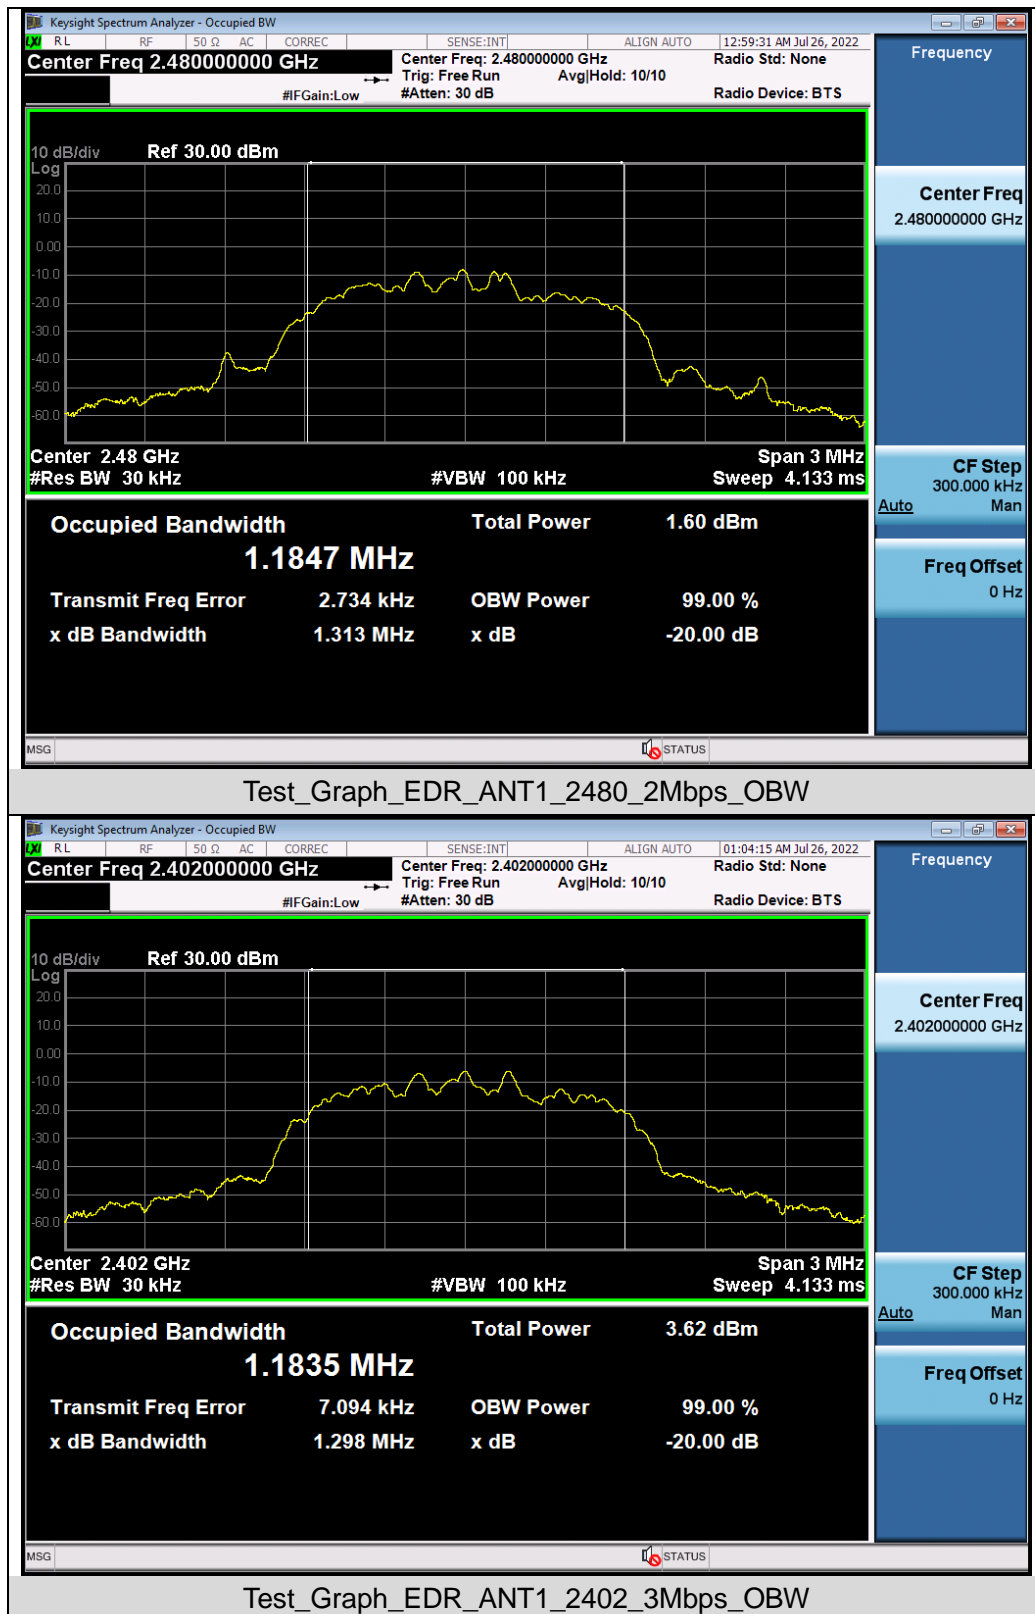 Keysight Spectrum Analyzer - Occupied BW
LXI RL RF 50 Ω AC CORREC SENSE:INT ALIGN AUTO 12:59:31 AM Jul 26, 2022
Center Freq 2.480000000 GHz
Center Freq: 2.480000000 GHz
Radio Std: None
Trig: Free Run Avg|Hold: 10/10
#IFGain:Low
#Atten: 30 dB
Radio Device: BTS
Frequency
10 dB/div Ref 30.00 dBm
Log
20.0
10.0
0.00
-10.0
-20.0
-30.0
-40.0
-50.0
-60.0
Center 2.48 GHz Span 3 MHz
#Res BW 30 kHz #VBW 100 kHz Sweep 4.133 ms
Center Freq
2.480000000 GHz
CF Step
300.000 kHz
Auto Man
Freq Offset
0 Hz
Occupied Bandwidth Total Power 1.60 dBm
1.1847 MHz
Transmit Freq Error 2.734 kHz OBW Power 99.00 %
x dB Bandwidth 1.313 MHz x dB -20.00 dB
MSG STATUS
Test_Graph_EDR_ANT1_2480_2Mbps_OBW
Keysight Spectrum Analyzer - Occupied BW
LXI RL RF 50 Ω AC CORREC SENSE:INT ALIGN AUTO 01:04:15 AM Jul 26, 2022
Center Freq 2.402000000 GHz
Center Freq: 2.402000000 GHz
Radio Std: None
Trig: Free Run Avg|Hold: 10/10
#IFGain:Low
#Atten: 30 dB
Radio Device: BTS
Frequency
10 dB/div Ref 30.00 dBm
Log
20.0
10.0
0.00
-10.0
-20.0
-30.0
-40.0
-50.0
-60.0
Center 2.402 GHz Span 3 MHz
#Res BW 30 kHz #VBW 100 kHz Sweep 4.133 ms
Center Freq
2.402000000 GHz
CF Step
300.000 kHz
Auto Man
Freq Offset
0 Hz
Occupied Bandwidth Total Power 3.62 dBm
1.1835 MHz
Transmit Freq Error 7.094 kHz OBW Power 99.00 %
x dB Bandwidth 1.298 MHz x dB -20.00 dB
MSG STATUS
Test_Graph_EDR_ANT1_2402_3Mbps_OBW